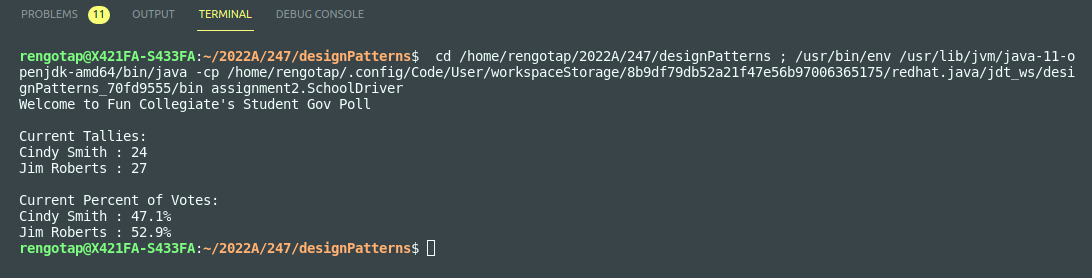 PROBLEMS 11 OUTPUT TERMINAL DEBUG CONSOLE
rengotap@X421FA-S433FA:~/2022A/247/designPatterns$  cd /home/rengotap/2022A/247/designPatterns ; /usr/bin/env /usr/lib/jvm/java-11-o
penjdk-amd64/bin/java -cp /home/rengotap/.config/Code/User/workspaceStorage/8b9df79db52a21f47e56b97006365175/redhat.java/jdt_ws/desi
gnPatterns_70fd9555/bin assignment2.SchoolDriver
Welcome to Fun Collegiate's Student Gov Poll
Current Tallies:
Cindy Smith : 24
Jim Roberts : 27
Current Percent of Votes:
Cindy Smith : 47.1%
Jim Roberts : 52.9%
rengotap@X421FA-S433FA:~/2022A/247/designPatterns$